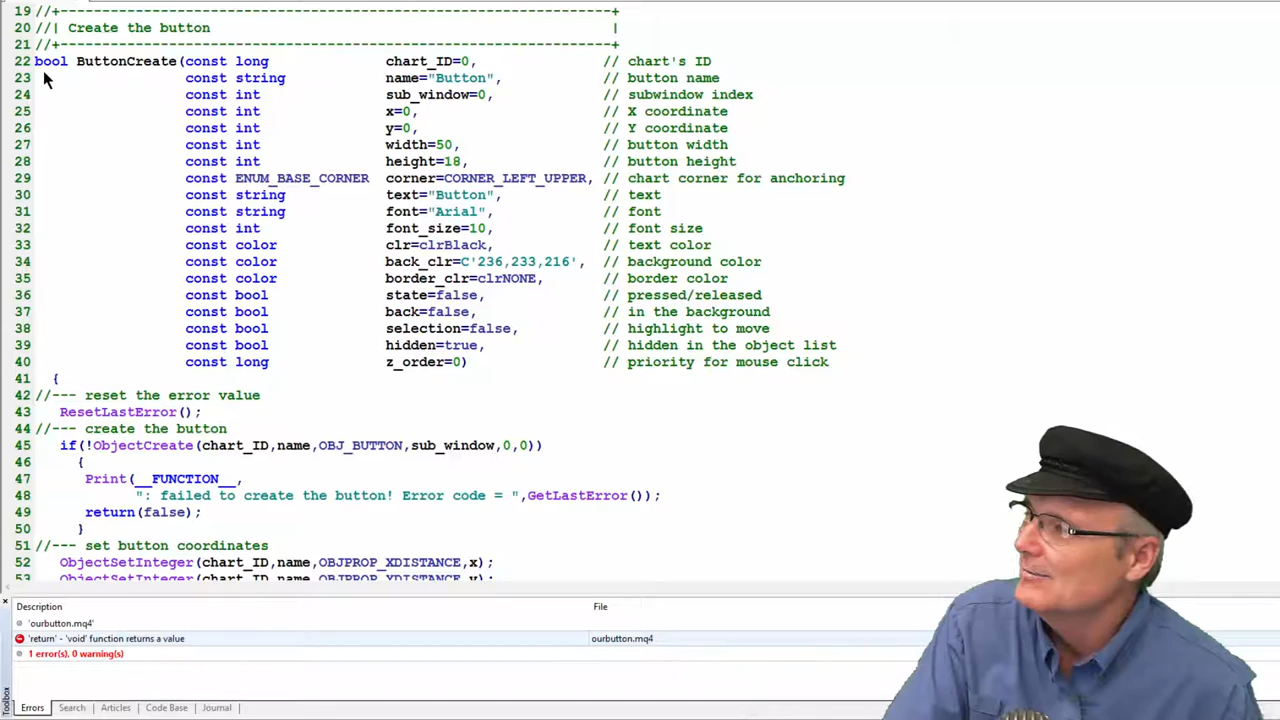 19 //+------------------------------------------------------------------+
20 //| Create the button                                                |
21 //+------------------------------------------------------------------+
22 bool ButtonCreate(const long              chart_ID=0,               // chart's ID
23                   const string            name="Button",            // button name
24                   const int               sub_window=0,             // subwindow index
25                   const int               x=0,                      // X coordinate
26                   const int               y=0,                      // Y coordinate
27                   const int               width=50,                 // button width
28                   const int               height=18,                // button height
29                   const ENUM_BASE_CORNER  corner=CORNER_LEFT_UPPER, // chart corner for anchoring
30                   const string            text="Button",            // text
31                   const string            font="Arial",             // font
32                   const int               font_size=10,             // font size
33                   const color             clr=clrBlack,             // text color
34                   const color             back_clr=C'236,233,216',  // background color
35                   const color             border_clr=clrNONE,       // border color
36                   const bool              state=false,              // pressed/released
37                   const bool              back=false,               // in the background
38                   const bool              selection=false,          // highlight to move
39                   const bool              hidden=true,              // hidden in the object list
40                   const long              z_order=0)                // priority for mouse click
41   {
42 //--- reset the error value
43    ResetLastError();
44 //--- create the button
45    if(!ObjectCreate(chart_ID,name,OBJ_BUTTON,sub_window,0,0))
46      {
47       Print(__FUNCTION__,
48             ": failed to create the button! Error code = ",GetLastError());
49       return(false);
50      }
51 //--- set button coordinates
52    ObjectSetInteger(chart_ID,name,OBJPROP_XDISTANCE,x);
53    ObjectSetInteger(chart_ID,name,OBJPROP_YDISTANCE,y);
Description File
'ourbutton.mq4'
'return' - 'void' function returns a value ourbutton.mq4
1 error(s), 0 warning(s)
Toolbox
Errors Search Articles Code Base Journal